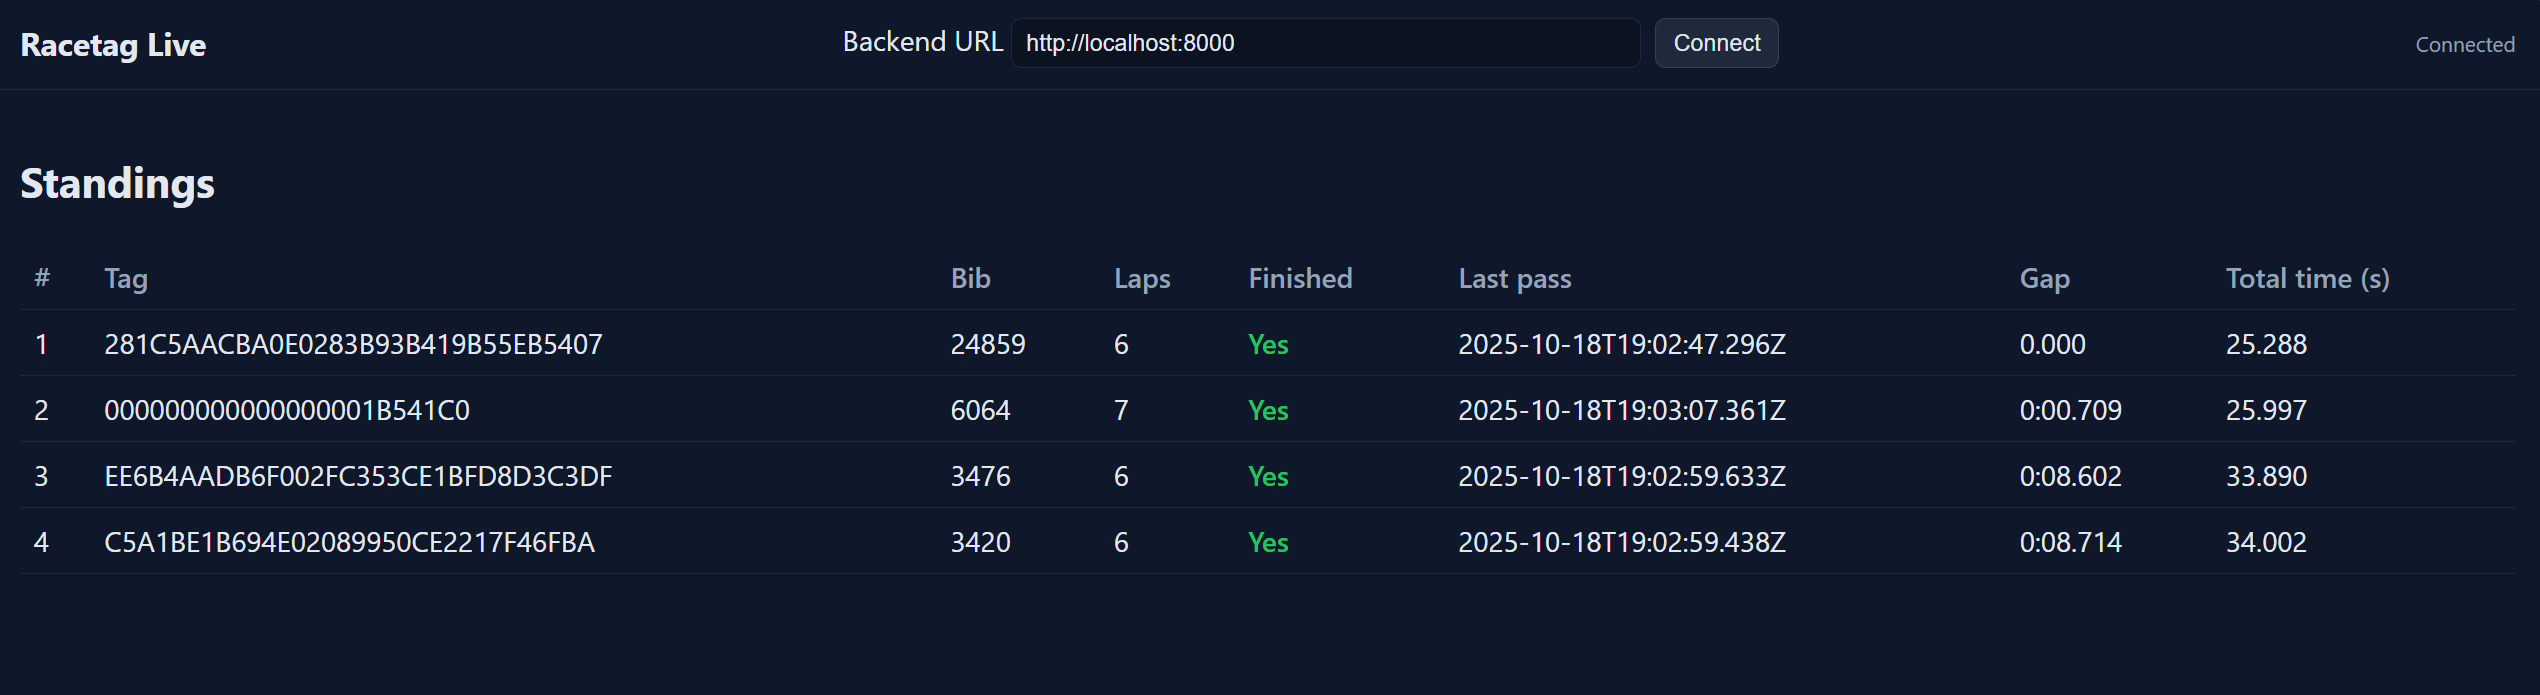 Racetag Live Backend URL http://localhost:8000 Connect Connected
Standings
# Tag Bib Laps Finished Last pass Gap Total time (s)
1 281C5AACBA0E0283B93B419B55EB5407 24859 6 Yes 2025-10-18T19:02:47.296Z 0.000 25.288
2 000000000000000001B541C0 6064 7 Yes 2025-10-18T19:03:07.361Z 0:00.709 25.997
3 EE6B4AADB6F002FC353CE1BFD8D3C3DF 3476 6 Yes 2025-10-18T19:02:59.633Z 0:08.602 33.890
4 C5A1BE1B694E02089950CE2217F46FBA 3420 6 Yes 2025-10-18T19:02:59.438Z 0:08.714 34.002